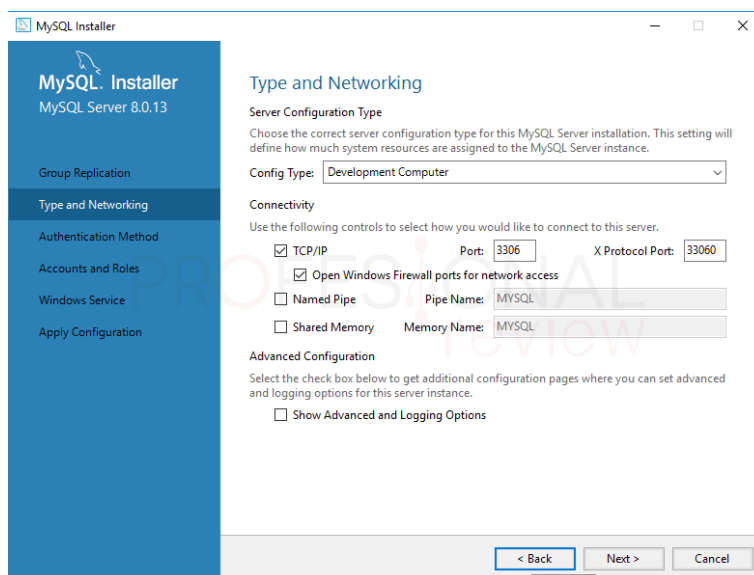 MySQL Installer
MySQL. Installer
MySQL Server 8.0.13
Group Replication
Type and Networking
Authentication Method
Accounts and Roles
Windows Service
Apply Configuration
Type and Networking
Server Configuration Type
Choose the correct server configuration type for this MySQL Server installation. This setting will
define how much system resources are assigned to the MySQL Server instance.
Config Type: Development Computer
Connectivity
Use the following controls to select how you would like to connect to this server.
TCP/IP Port: 3306 X Protocol Port: 33060
Open Windows Firewall ports for network access
Named Pipe Pipe Name: MYSQL
Shared Memory Memory Name: MYSQL
PROFESIONAL
review
Advanced Configuration
Select the check box below to get additional configuration pages where you can set advanced
and logging options for this server instance.
Show Advanced and Logging Options
< Back Next > Cancel